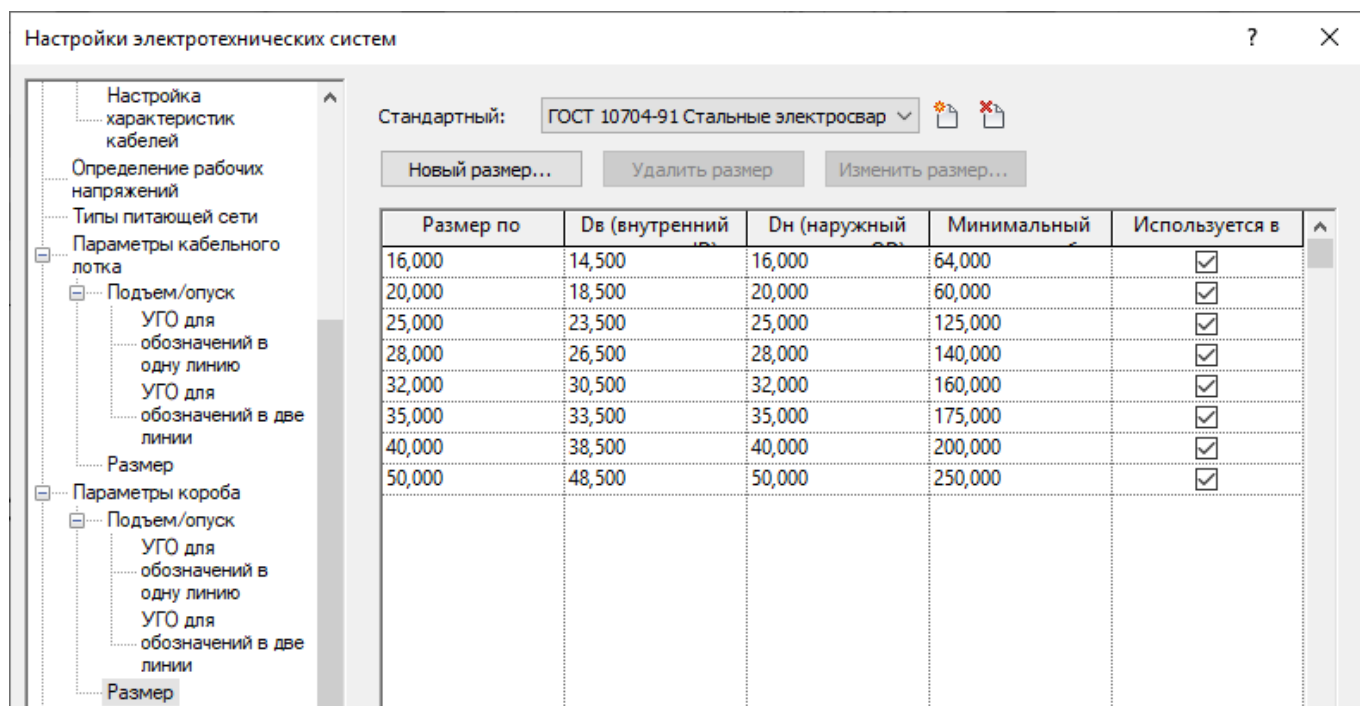 Настройки электротехнических систем
?
Настройка
характеристик
кабелей
Определение рабочих
напряжений
Типы питающей сети
Параметры кабельного
лотка
Подъем/опуск
УГО для
обозначений в
одну линию
УГО для
обозначений в две
линии
Размер
Параметры короба
Подъем/опуск
УГО для
обозначений в
одну линию
УГО для
обозначений в две
линии
Размер
Стандартный: ГОСТ 10704-91 Стальные электросвар
Новый размер... Удалить размер Изменить размер...
Размер по Dв (внутренний Dн (наружный Минимальный Используется в
16,000 14,500 16,000 64,000
20,000 18,500 20,000 60,000
25,000 23,500 25,000 125,000
28,000 26,500 28,000 140,000
32,000 30,500 32,000 160,000
35,000 33,500 35,000 175,000
40,000 38,500 40,000 200,000
50,000 48,500 50,000 250,000